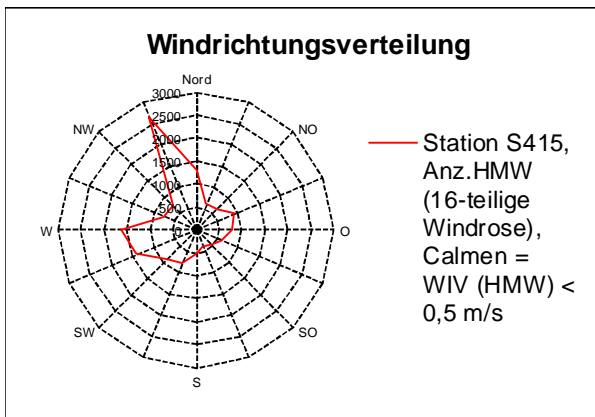 Windrichtungsverteilung
Nord
3000
2500
2000
1500
1000
500
0
NO
O
SO
S
SW
W
NW
Station S415,
Anz.HMW
(16-teilige
Windrose),
Calmen =
WIV (HMW) <
0,5 m/s